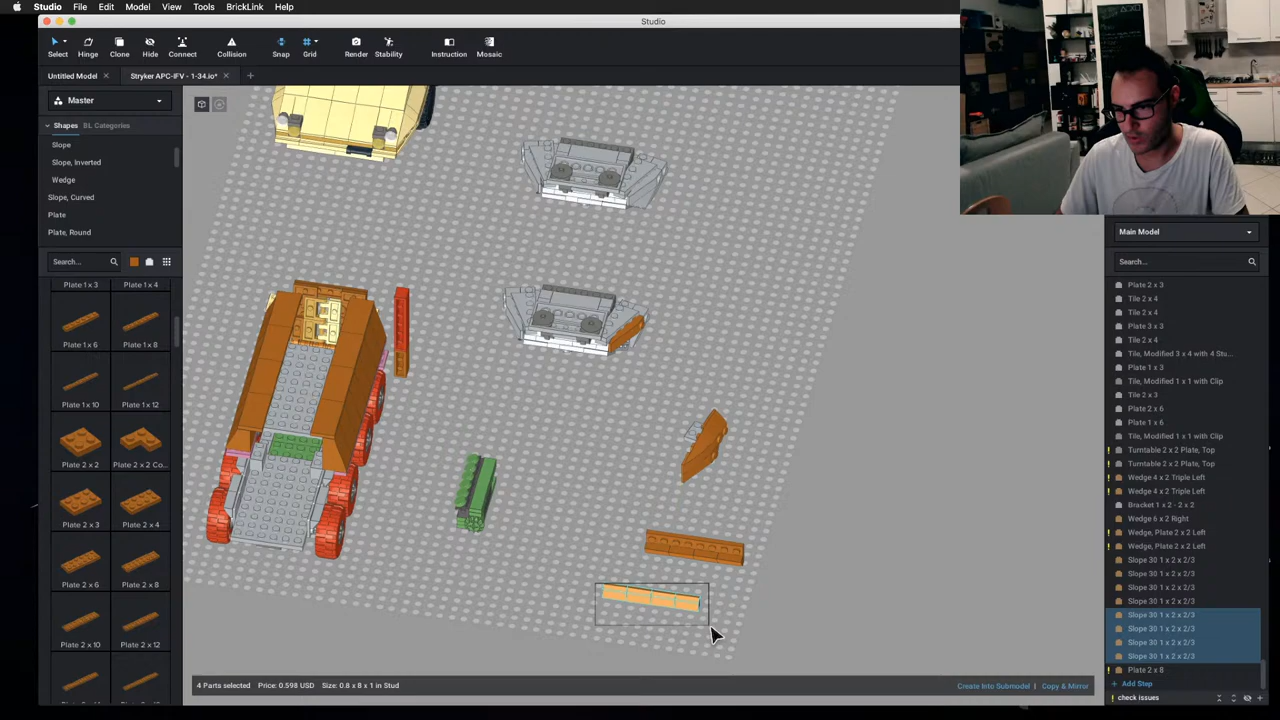 Studio File Edit Model View Tools BrickLink Help
Studio
Select Hinge Clone Hide Connect Collision Snap Grid Render Stability Instruction Mosaic
Untitled Model Stryker APC-IFV - 1-34.io*
Master
Shapes BL Categories
Slope
Slope, Inverted
Wedge
Slope, Curved
Plate
Plate, Round
Search...
Plate 1 x 3 Plate 1 x 4
Plate 1 x 6 Plate 1 x 8
Plate 1 x 10 Plate 1 x 12
Plate 2 x 2 Plate 2 x 2 Co...
Plate 2 x 3 Plate 2 x 4
Plate 2 x 6 Plate 2 x 8
Plate 2 x 10 Plate 2 x 12
4 Parts selected Price: 0.598 USD Size: 0.8 x 8 x 1 in Stud
Create Into Submodel | Copy & Mirror
Main Model
Search...
Plate 2 x 3
Tile 2 x 4
Tile 2 x 4
Plate 3 x 3
Tile 2 x 4
Tile, Modified 3 x 4 with 4 Stu...
Plate 1 x 3
Tile, Modified 1 x 1 with Clip
Tile 2 x 3
Plate 2 x 6
Plate 1 x 6
Tile, Modified 1 x 1 with Clip
Turntable 2 x 2 Plate, Top
Turntable 2 x 2 Plate, Top
Wedge 4 x 2 Triple Left
Wedge 4 x 2 Triple Left
Bracket 1 x 2 - 2 x 2
Wedge 6 x 2 Right
Wedge, Plate 2 x 2 Left
Wedge, Plate 2 x 2 Left
Slope 30 1 x 2 x 2/3
Slope 30 1 x 2 x 2/3
Slope 30 1 x 2 x 2/3
Slope 30 1 x 2 x 2/3
Slope 30 1 x 2 x 2/3
Slope 30 1 x 2 x 2/3
Slope 30 1 x 2 x 2/3
Slope 30 1 x 2 x 2/3
Plate 2 x 8
Add Step
check issues